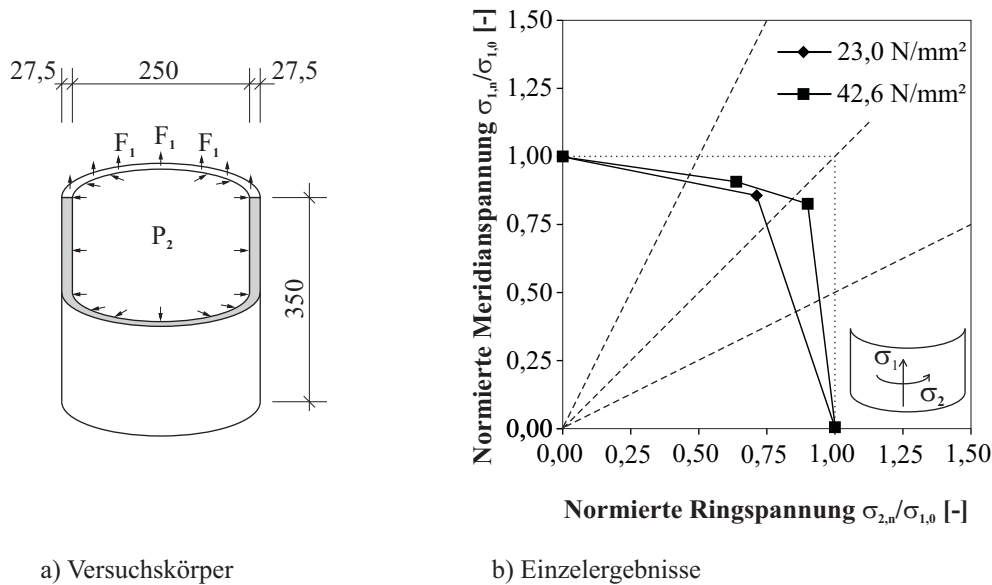 27,5
250
27,5
F₁
F₁
F₁
P₂
350
a) Versuchskörper
Normierte Meridianspannung σ₁,ₙ/σ₁,₀ [-]
1,50
1,25
1,00
0,75
0,50
0,25
0,00
23,0 N/mm²
42,6 N/mm²
σ₁
σ₂
0,00 0,25 0,50 0,75 1,00 1,25 1,50
Normierte Ringspannung σ₂,ₙ/σ₁,₀ [-]
b) Einzelergebnisse